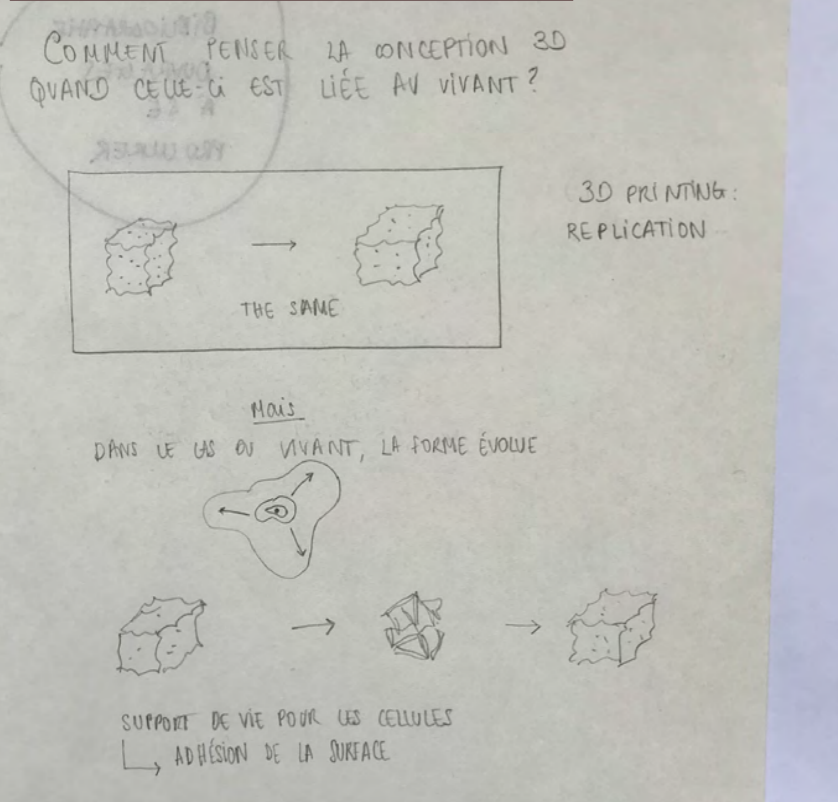 COMMENT PENSER LA CONCEPTION 3D
QUAND CELLE-Ci EST LIÉE AU VIVANT?
3D PRINTING:
REPLICATION
THE SAME
Mais
DANS LE CAS DU VIVANT, LA FORME ÉVOLUE
SUPPORT DE VIE POUR LES CELLULES
ADHÉSION DE LA SURFACE